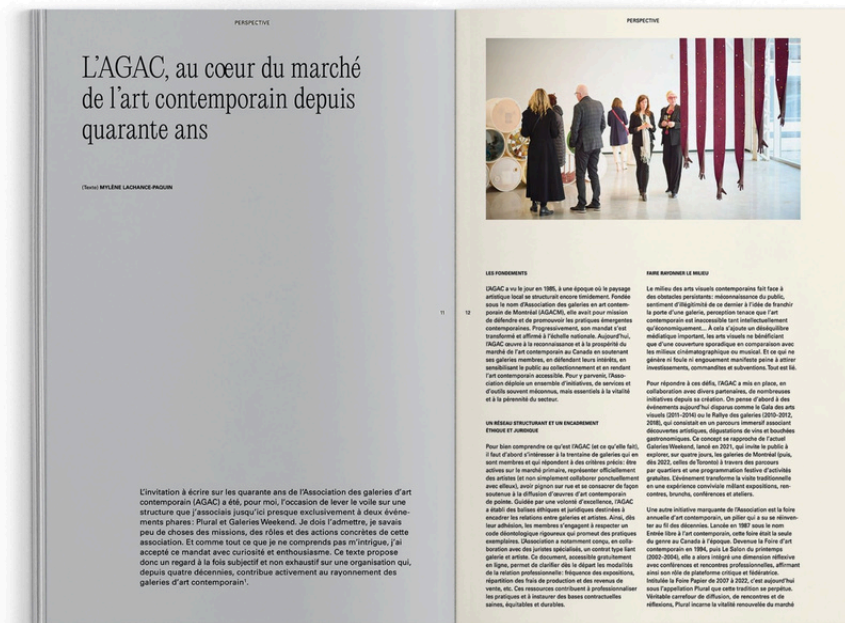 PERSPECTIVE
L'AGAC, au cœur du marché
de l'art contemporain depuis
quarante ans
(Texte) MYLÈNE LACHANCE-PAQUIN
L'invitation à écrire sur les quarante ans de l'Association des galeries d'art
contemporain (AGAC) a été, pour moi, l'occasion de lever le voile sur une
structure que j'associais jusqu'ici presque exclusivement à deux événe-
ments phares : Plural et Galeries Weekend. Je dois l'admettre, je savais
peu de choses des missions, des rôles et des actions concrètes de cette
association. Et comme tout ce que je ne comprends pas m'intrigue, j'ai
accepté ce mandat avec curiosité et enthousiasme. Ce texte propose
donc un regard à la fois subjectif et non exhaustif sur une organisation qui,
depuis quatre décennies, contribue activement au rayonnement des
galeries d'art contemporain¹.
11
PERSPECTIVE
12
LES FONDEMENTS
L'AGAC a vu le jour en 1985, à une époque où le paysage
artistique local se structurait encore timidement. Fondée
sous le nom d'Association des galeries en art contem-
porain de Montréal (AGACM), elle avait pour mission
de défendre et de promouvoir les pratiques émergentes
contemporaines. Progressivement, son mandat s'est
transformé et affirmé à l'échelle nationale. Aujourd'hui,
l'AGAC œuvre à la reconnaissance et à la prospérité du
marché de l'art contemporain au Canada en soutenant
ses galeries membres, en défendant leurs intérêts, en
sensibilisant le public au collectionnement et en rendant
l'art contemporain accessible. Pour y parvenir, l'Asso-
ciation déploie un ensemble d'initiatives, de services et
d'outils souvent méconnus, mais essentiels à la vitalité
et à la pérennité du secteur.
UN RÉSEAU STRUCTURANT ET UN ENCADREMENT
ÉTHIQUE ET JURIDIQUE
Pour bien comprendre ce qu'est l'AGAC (et ce qu'elle fait),
il faut d'abord s'intéresser à la trentaine de galeries qui en
sont membres et qui répondent à des critères précis : être
actives sur le marché primaire, représenter officiellement
des artistes (et non simplement collaborer ponctuellement
avec elleux), avoir pignon sur rue et se consacrer de façon
soutenue à la diffusion d'œuvres d'art contemporain
de pointe. Guidée par une volonté d'excellence, l'AGAC
a établi des balises éthiques et juridiques destinées à
encadrer les relations entre galeries et artistes. Ainsi, dès
leur adhésion, les membres s'engagent à respecter un
code déontologique rigoureux qui promeut des pratiques
exemplaires. L'Association a notamment conçu, en colla-
boration avec des juristes spécialisés, un contrat type liant
galerie et artiste. Ce document, accessible gratuitement
en ligne, permet de clarifier dès le départ les modalités
de la relation professionnelle : fréquence des expositions,
répartition des frais de production et des revenus de
vente, etc. Ces ressources contribuent à professionnaliser
les pratiques et à instaurer des bases contractuelles
saines, équitables et durables.
FAIRE RAYONNER LE MILIEU
Le milieu des arts visuels contemporains fait face à
des obstacles persistants : méconnaissance du public,
sentiment d'illégitimité de ce dernier à l'idée de franchir
la porte d'une galerie, perception tenace que l'art
contemporain est inaccessible tant intellectuellement
qu'économiquement... À cela s'ajoute un déséquilibre
médiatique important, les arts visuels ne bénéficiant
que d'une couverture sporadique en comparaison avec
les milieux cinématographique ou musical. Et ce qui ne
génère ni foule ni engouement manifeste peine à attirer
investissements, commandites et subventions. Tout est lié.
Pour répondre à ces défis, l'AGAC a mis en place, en
collaboration avec divers partenaires, de nombreuses
initiatives depuis sa création. On pense d'abord à des
événements aujourd'hui disparus comme le Gala des arts
visuels (2011–2014) ou le Rallye des galeries (2010–2012,
2018), qui consistait en un parcours immersif associant
découvertes artistiques, dégustations de vins et bouchées
gastronomiques. Ce concept se rapproche de l'actuel
Galeries Weekend, lancé en 2021, qui invite le public à
explorer, sur quatre jours, les galeries de Montréal (puis,
dès 2022, celles de Toronto) à travers des parcours
par quartiers et une programmation festive d'activités
gratuites. L'événement transforme la visite traditionnelle
en une expérience conviviale mêlant expositions, ren-
contres, brunchs, conférences et ateliers.
Une autre initiative marquante de l'Association est la foire
annuelle d'art contemporain, un pilier qui a su se réinven-
ter au fil des décennies. Lancée en 1987 sous le nom
Entrée libre à l'art contemporain, cette foire était la seule
du genre au Canada à l'époque. Devenue la Foire d'art
contemporain en 1994, puis Le Salon du printemps
(2002–2004), elle a alors intégré une dimension réflexive
avec conférences et rencontres professionnelles, affirmant
ainsi son rôle de plateforme critique et fédératrice.
Intitulée la Foire Papier de 2007 à 2022, c'est aujourd'hui
sous l'appellation Plural que cette tradition se perpétue.
Véritable carrefour de diffusion, de rencontres et de
réflexions, Plural incarne la vitalité renouvelée du marché